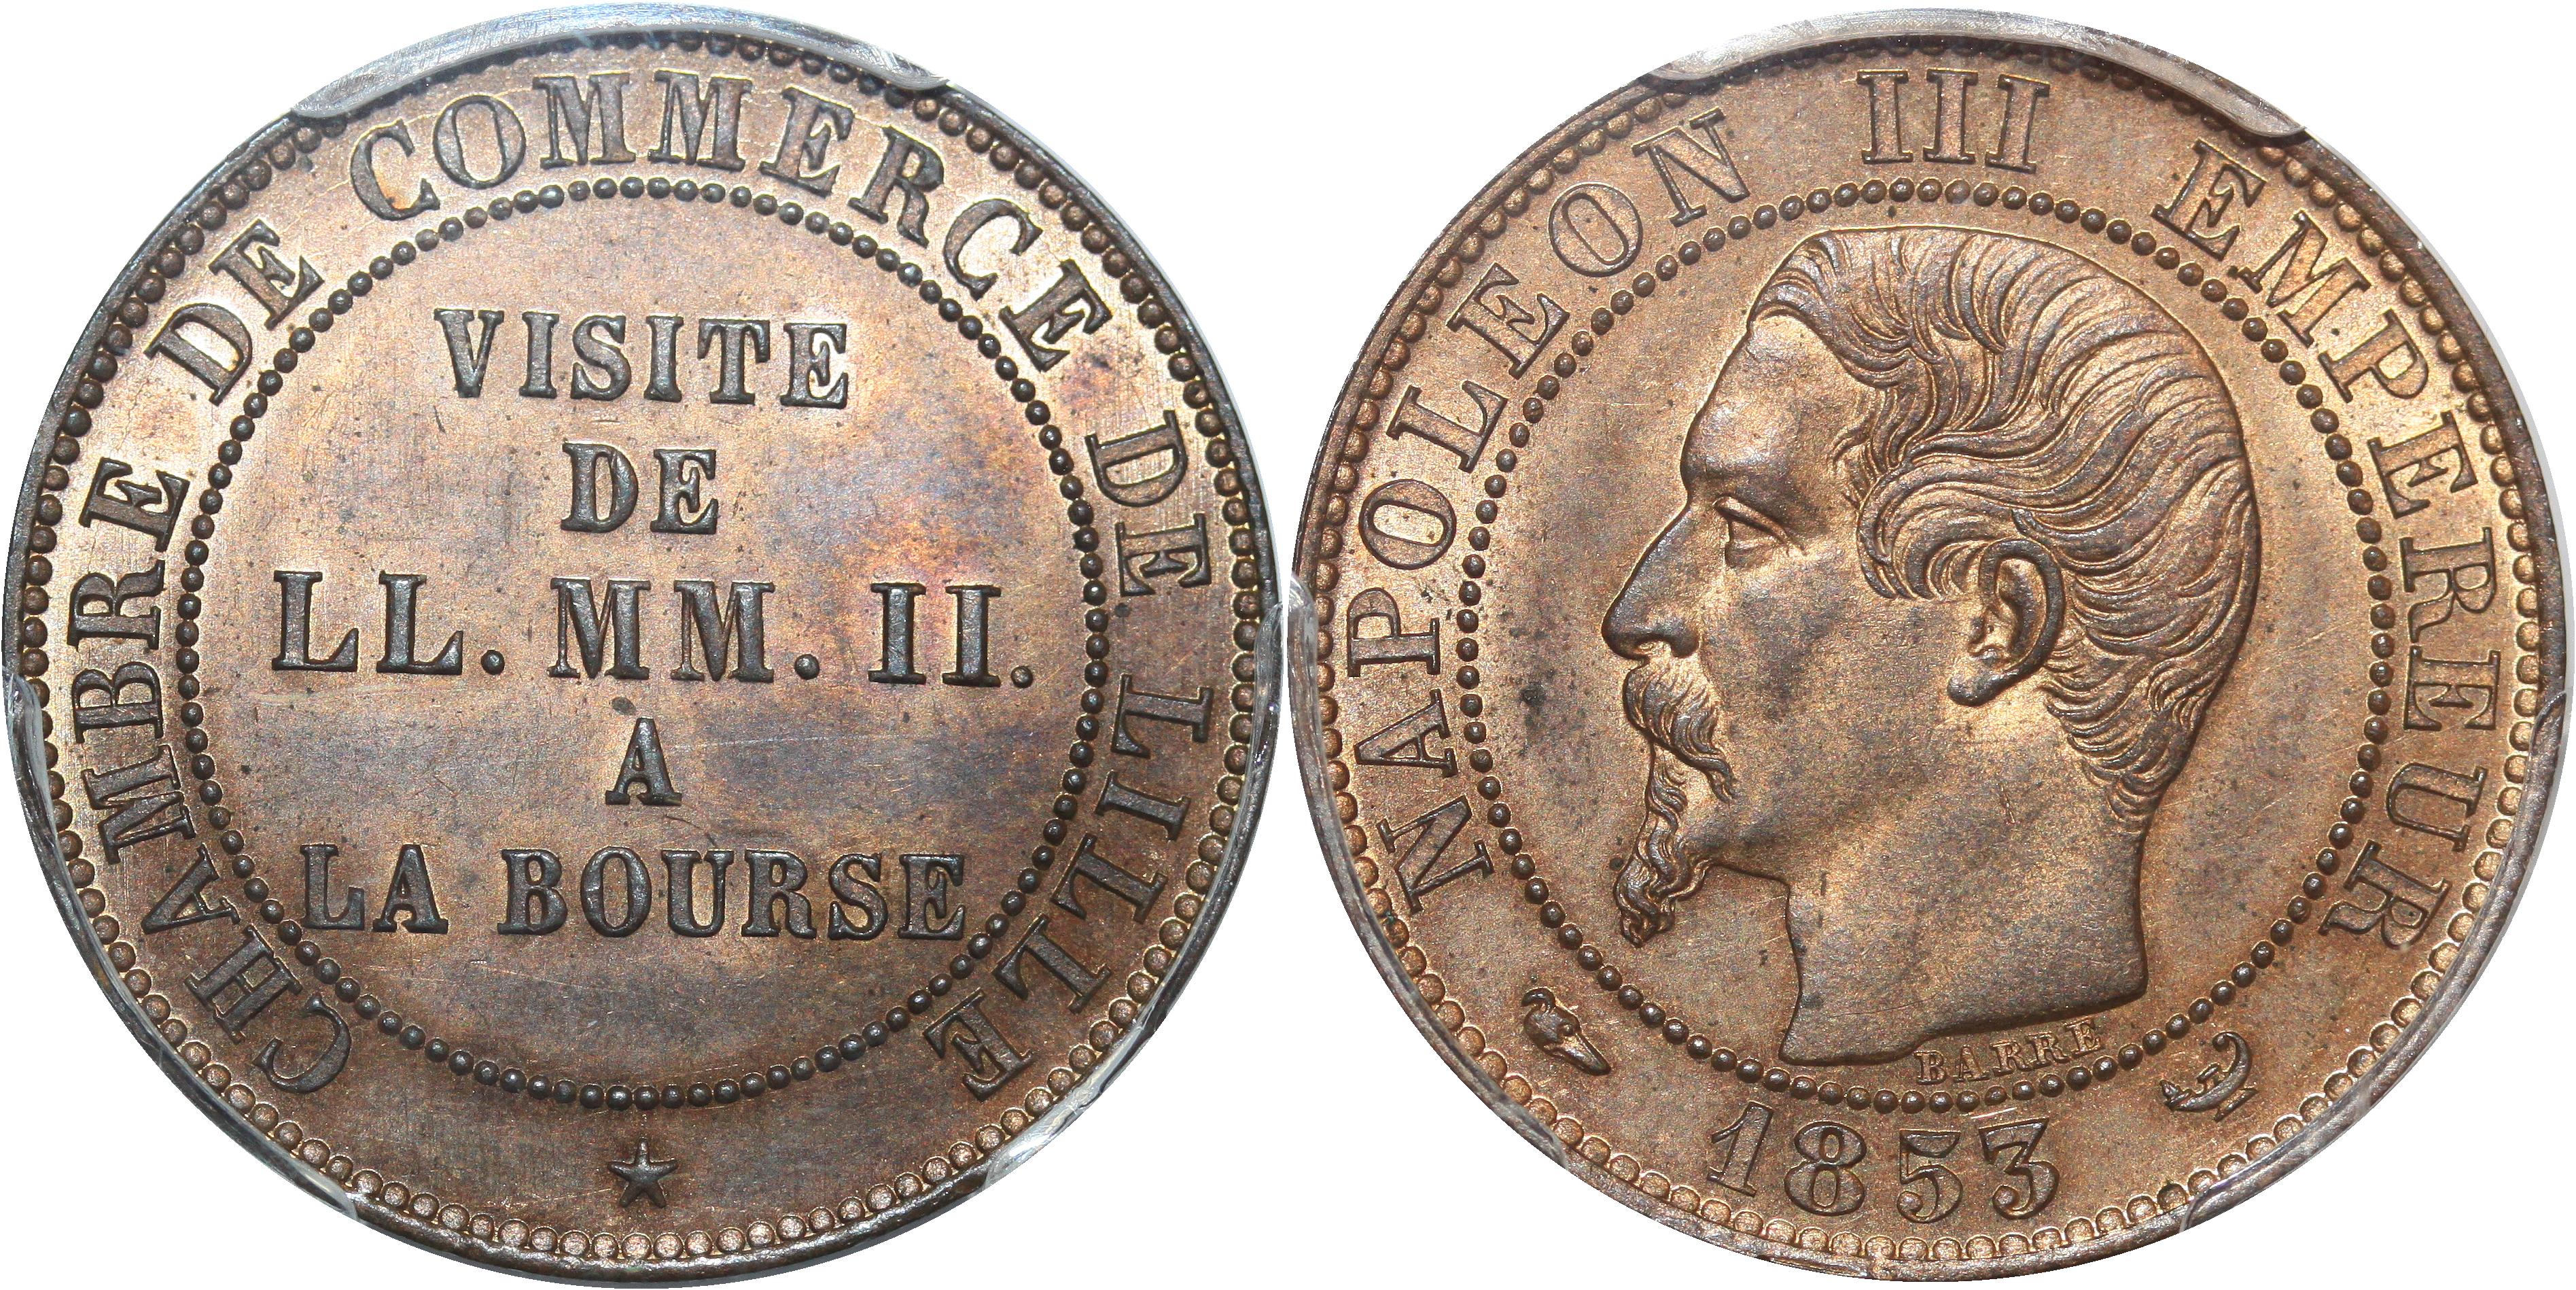 CHAMBRE DE COMMERCE DE LILLE
VISITE
DE
LL. MM. II.
A
LA BOURSE
NAPOLEON III EMPEREUR
BARRE
1853